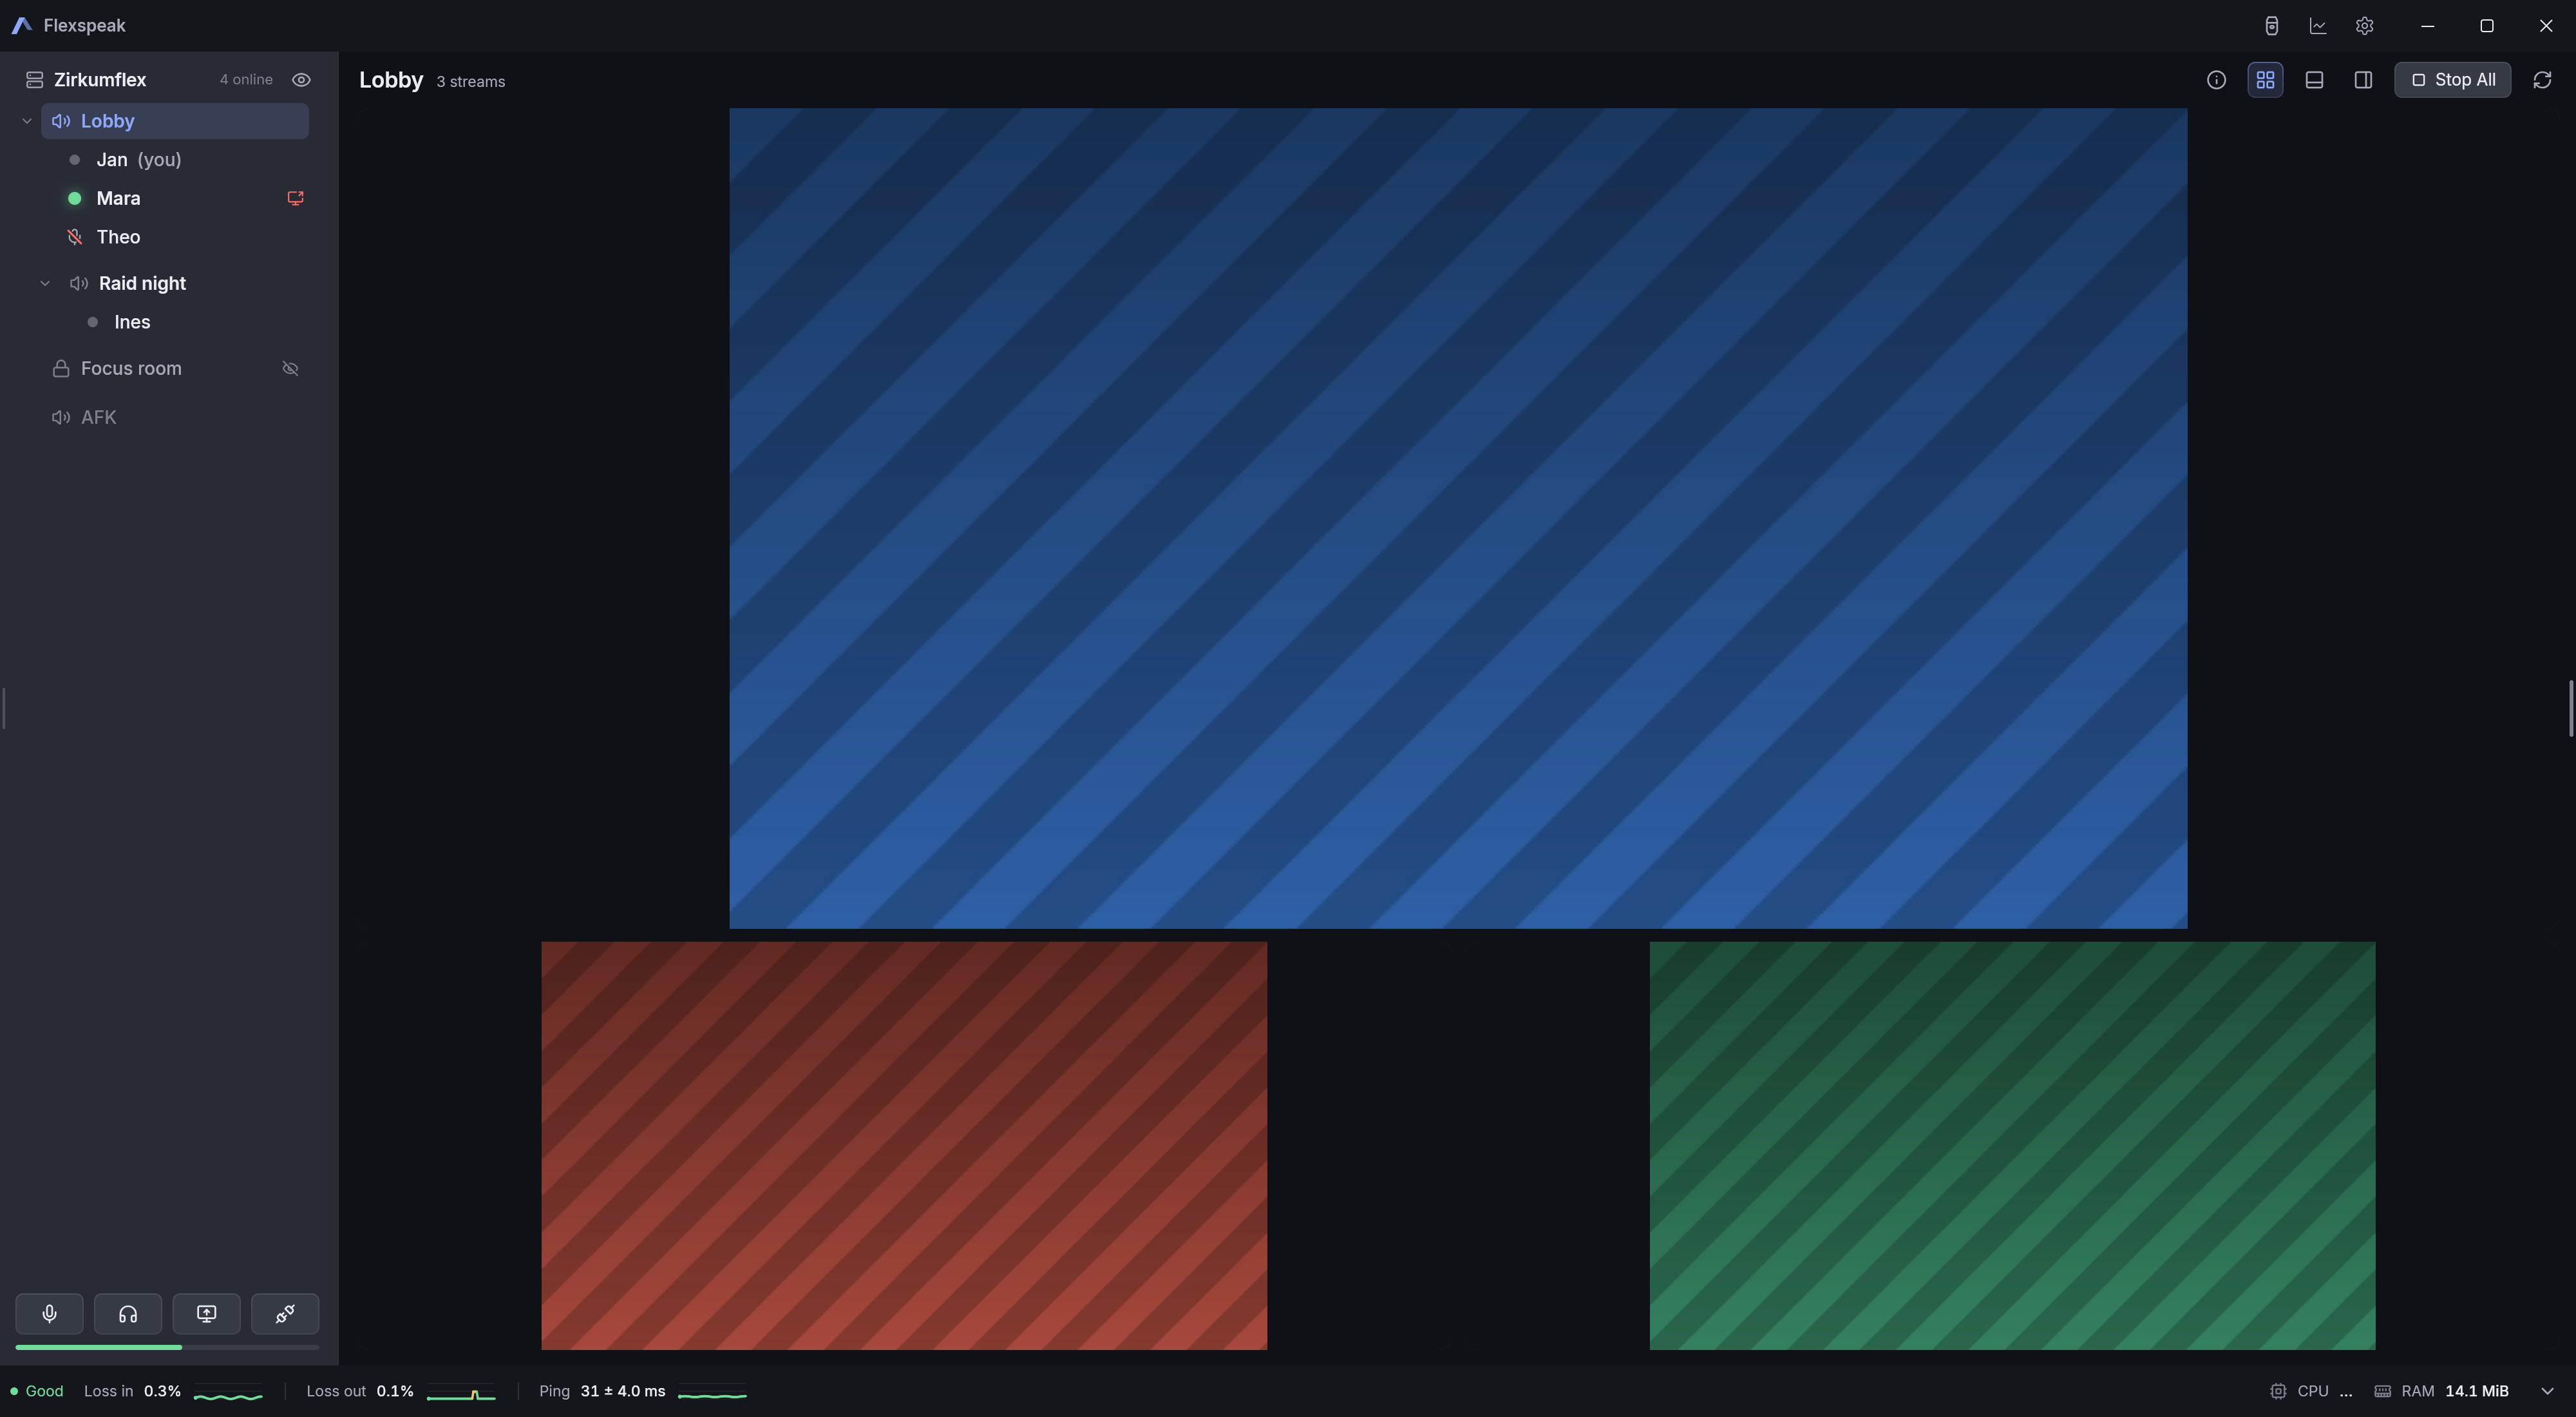 Flexspeak
Zirkumflex 4 online
Lobby 3 streams
Stop All
Lobby
Jan (you)
Mara
Theo
Raid night
Ines
Focus room
AFK
Good Loss in 0.3% Loss out 0.1% Ping 31 ± 4.0 ms CPU ... RAM 14.1 MiB